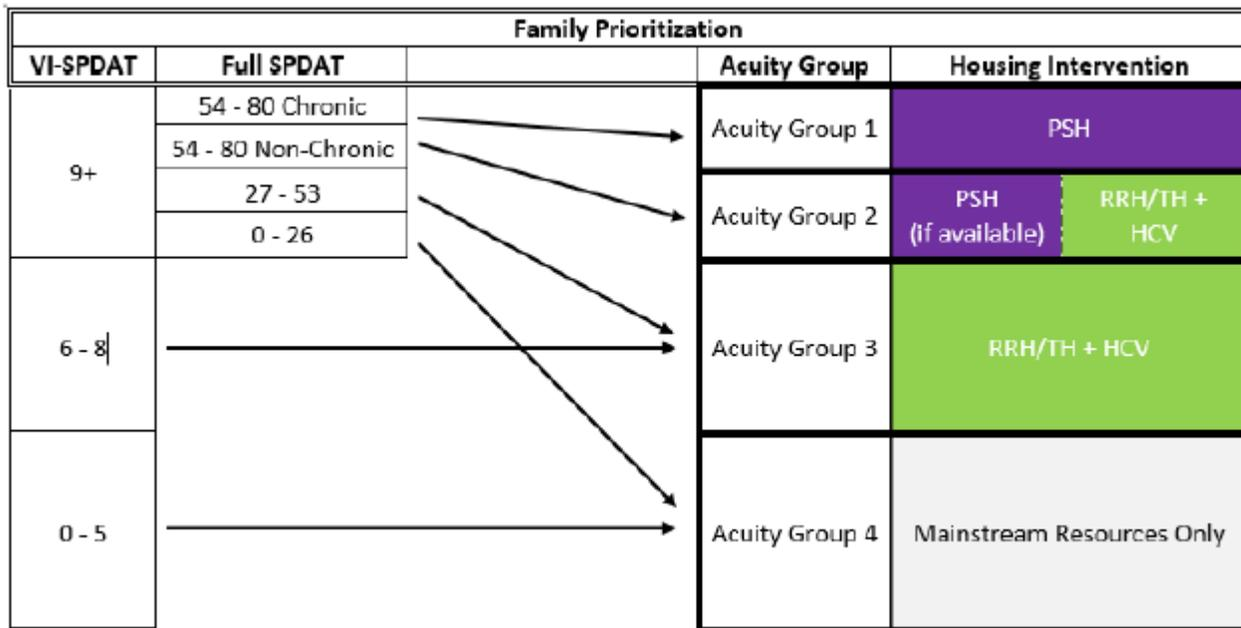 Family Prioritization
VI-SPDAT Full SPDAT Acuity Group Housing Intervention
9+
54 - 80 Chronic
54 - 80 Non-Chronic
27 - 53
0 - 26
Acuity Group 1
PSH
Acuity Group 2
PSH
(if available)
RRH/TH +
HCV
6 - 8
Acuity Group 3
RRH/TH + HCV
0 - 5
Acuity Group 4
Mainstream Resources Only